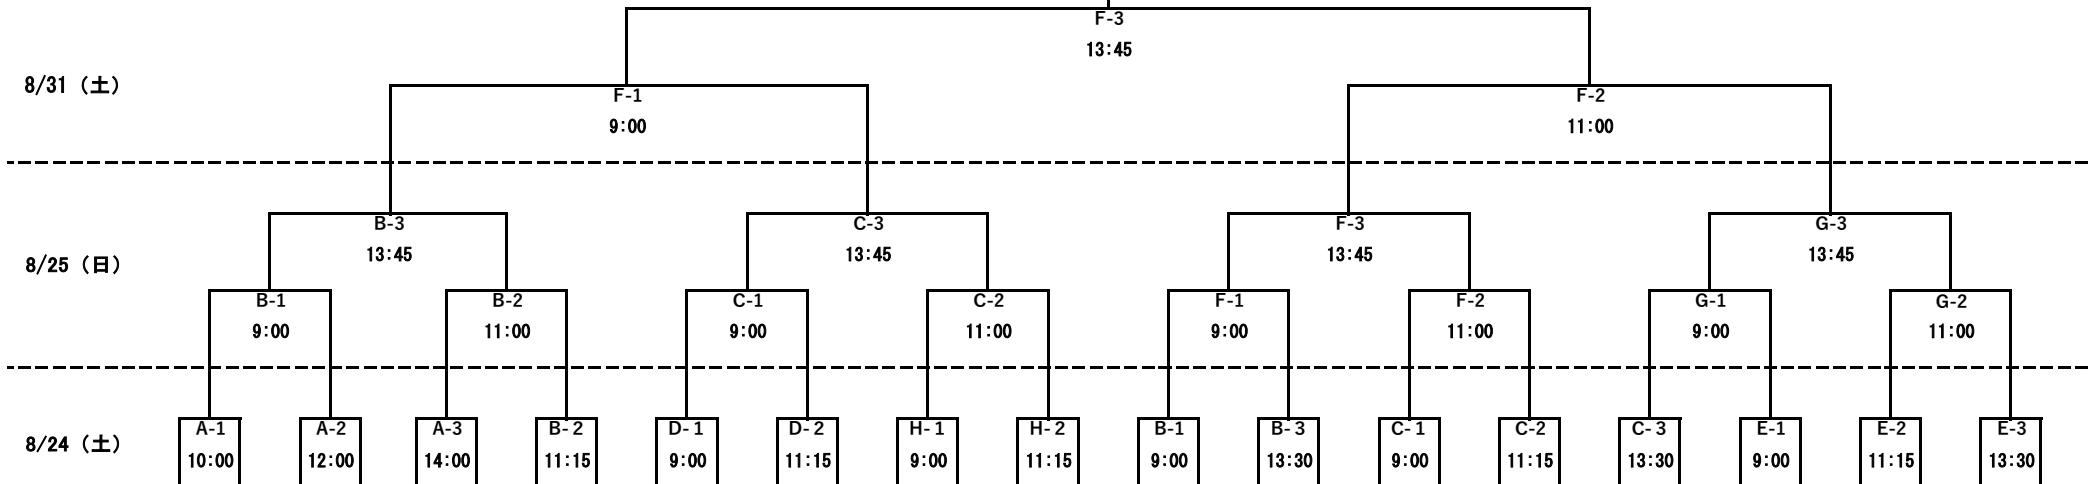 F-3
13:45
8/31（土）
F-1
F-2
9:00
11:00
B-3
C-3
F-3
G-3
13:45
13:45
13:45
13:45
8/25（日）
B-1
B-2
C-1
C-2
F-1
F-2
G-1
G-2
9:00
11:00
9:00
11:00
9:00
11:00
9:00
11:00
8/24（土）
A-1
A-2
A-3
B-2
D-1
D-2
H-1
H-2
B-1
B-3
C-1
C-2
C-3
E-1
E-2
E-3
10:00
12:00
14:00
11:15
9:00
11:15
9:00
11:15
9:00
13:30
9:00
11:15
13:30
9:00
11:15
13:30